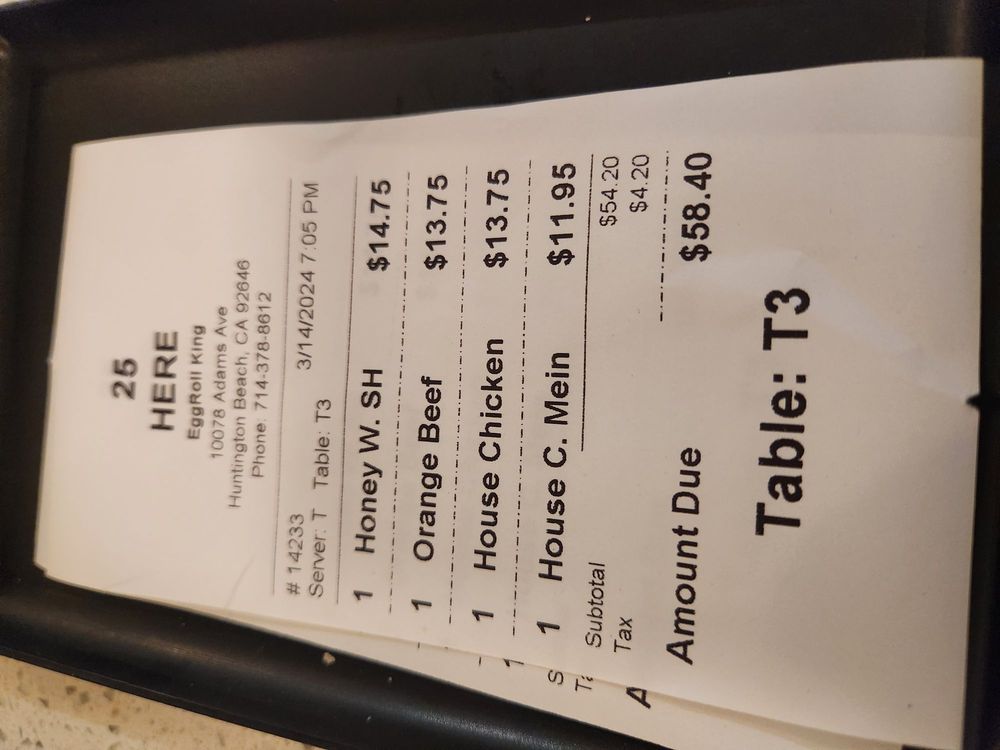 25
HERE
EggRoll King
10078 Adams Ave
Huntington Beach, CA 92646
Phone: 714-378-8612
# 14233
Server: T Table: T3 3/14/2024 7:05 PM
1 Honey W. SH $14.75
1 Orange Beef $13.75
1 House Chicken $13.75
1 House C. Mein $11.95
Subtotal $54.20
Tax $4.20
Amount Due $58.40
Table: T3